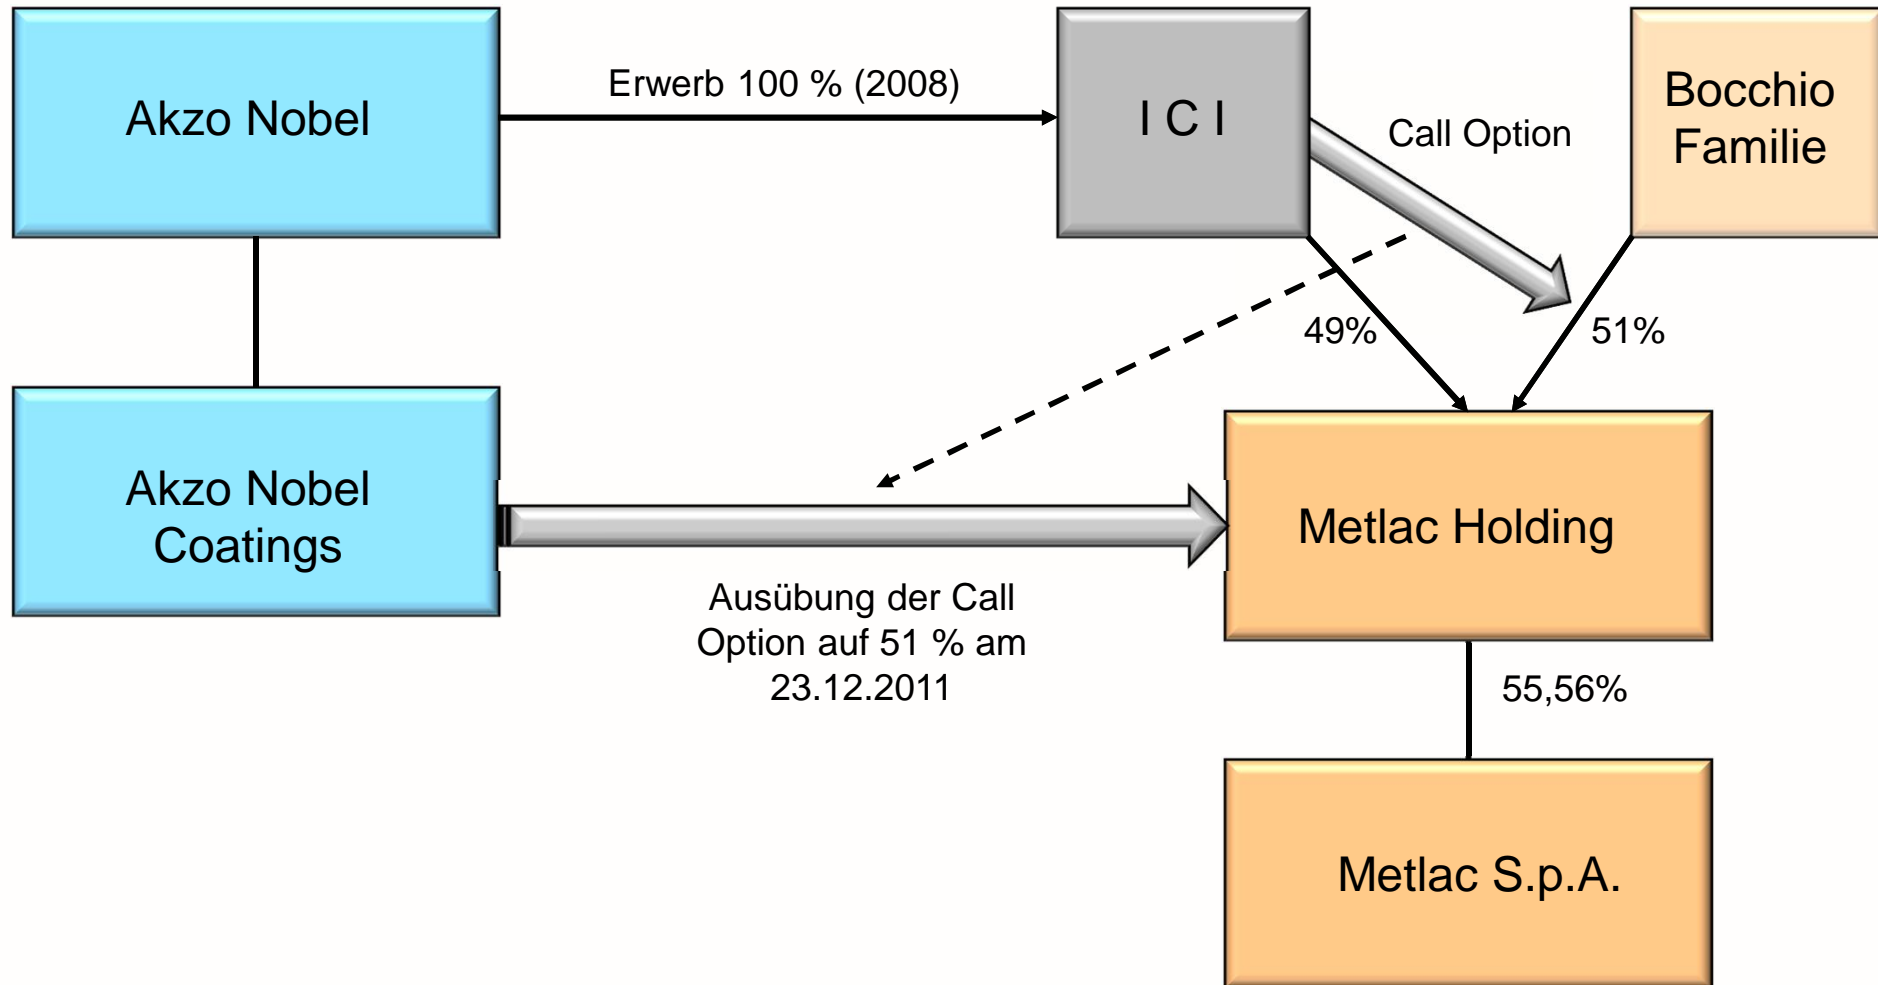 Akzo Nobel
Erwerb 100 % (2008)
I C I
Call Option
Bocchio
Familie
49%
51%
Akzo Nobel
Coatings
Metlac Holding
Ausübung der Call
Option auf 51 % am
23.12.2011
55,56%
Metlac S.p.A.